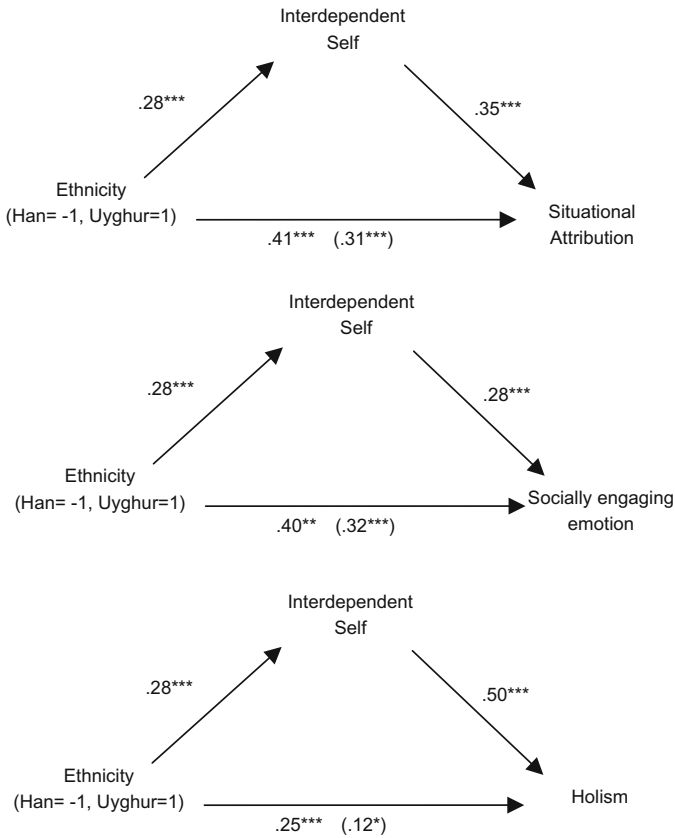 Interdependent
Self
.28***
.35***
Ethnicity
(Han= -1, Uyghur=1)
Situational
Attribution
.41*** (.31***)
Interdependent
Self
.28***
.28***
Ethnicity
(Han= -1, Uyghur=1)
Socially engaging
emotion
.40** (.32***)
Interdependent
Self
.28***
.50***
Ethnicity
(Han= -1, Uyghur=1)
Holism
.25*** (.12*)